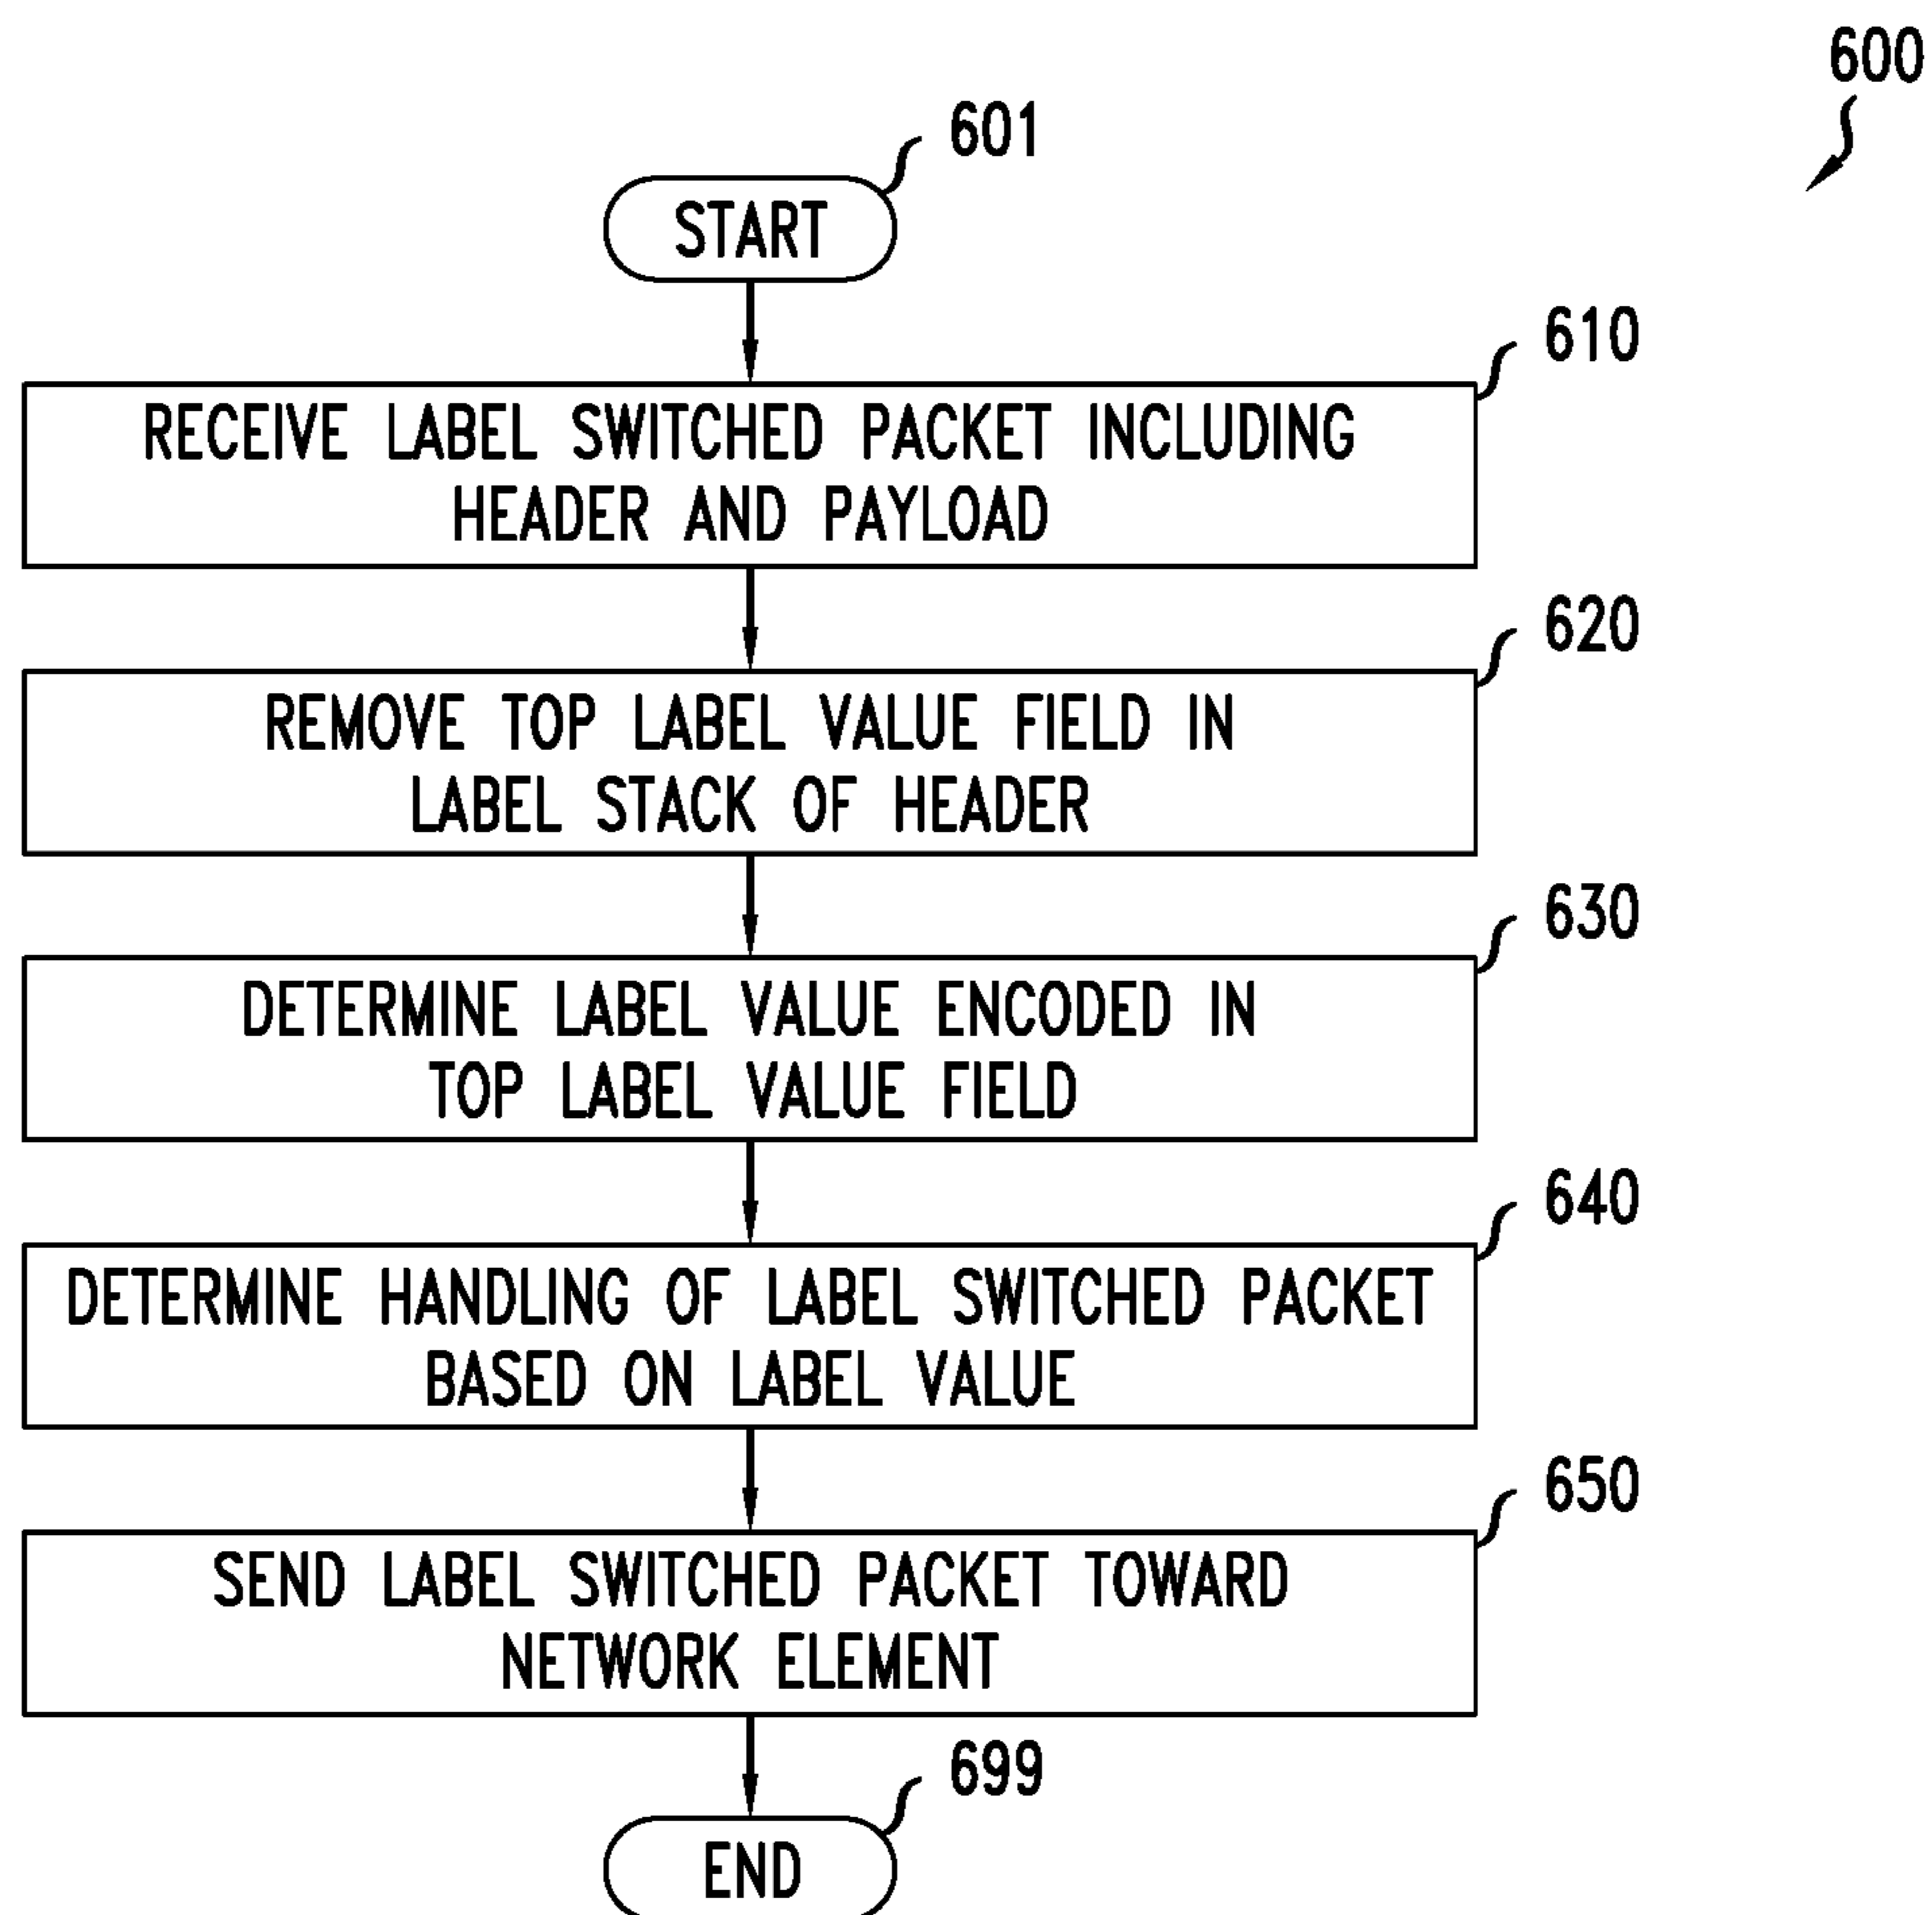 600
601
START
610
RECEIVE LABEL SWITCHED PACKET INCLUDING
HEADER AND PAYLOAD
620
REMOVE TOP LABEL VALUE FIELD IN
LABEL STACK OF HEADER
630
DETERMINE LABEL VALUE ENCODED IN
TOP LABEL VALUE FIELD
640
DETERMINE HANDLING OF LABEL SWITCHED PACKET
BASED ON LABEL VALUE
650
SEND LABEL SWITCHED PACKET TOWARD
NETWORK ELEMENT
699
END